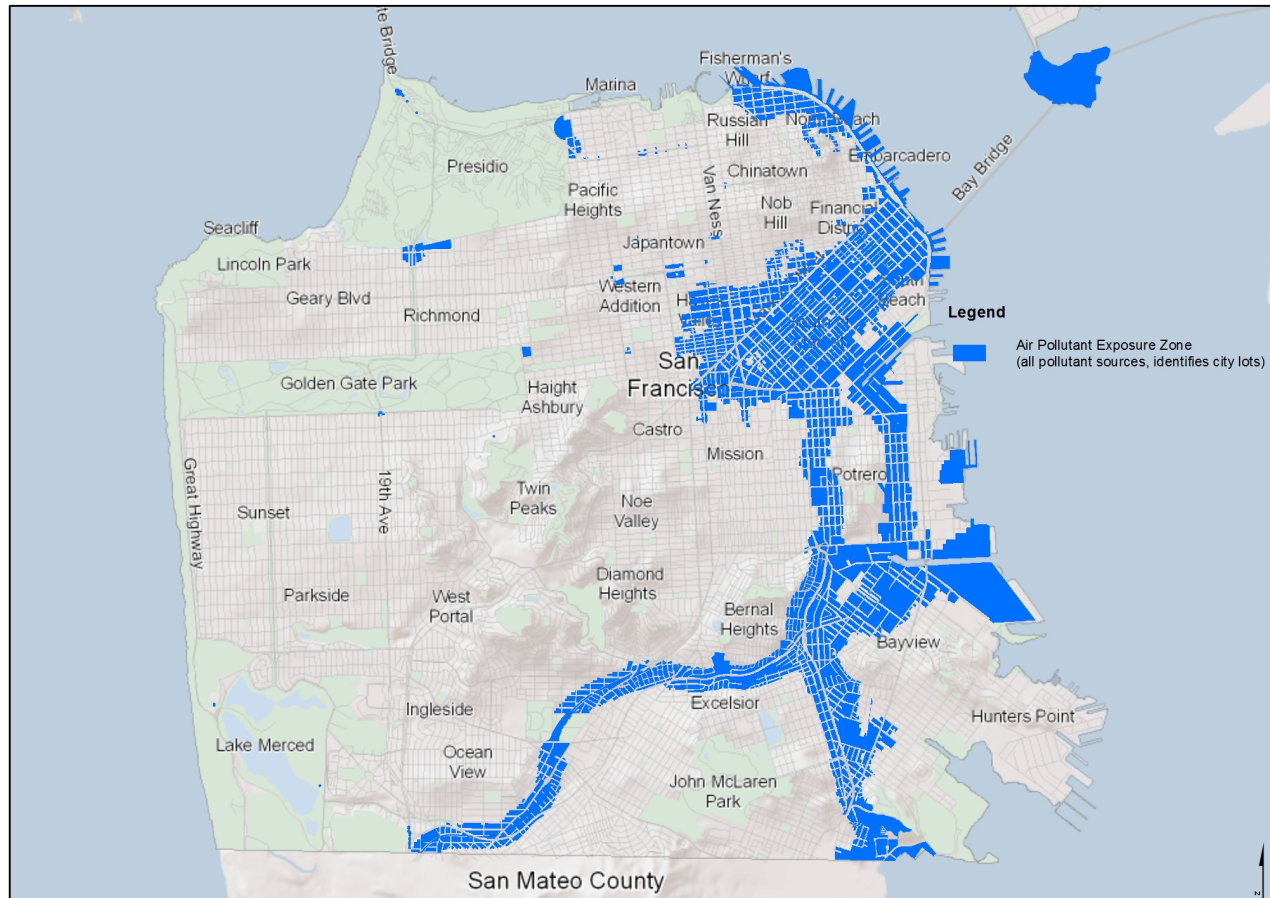 te Bridge
Fisherman's
Wharf
Marina
Russian
Hill
North Beach
Embarcadero
Presidio
Chinatown
Bay Bridge
Pacific
Heights
Van Ness
Nob
Hill
Financial
District
Seacliff
Japantown
Lincoln Park
Geary Blvd
Western
Addition
Hayes
Valley
Beach
Richmond
Legend
Air Pollutant Exposure Zone
(all pollutant sources, identifies city lots)
San
Francisco
Golden Gate Park
Haight
Ashbury
Castro
Mission
Potrero
Great Highway
19th Ave
Twin
Peaks
Sunset
Noe
Valley
Diamond
Heights
Parkside
West
Portal
Bernal
Heights
Bayview
Excelsior
Ingleside
Hunters Point
Lake Merced
Ocean
View
John McLaren
Park
San Mateo County
z